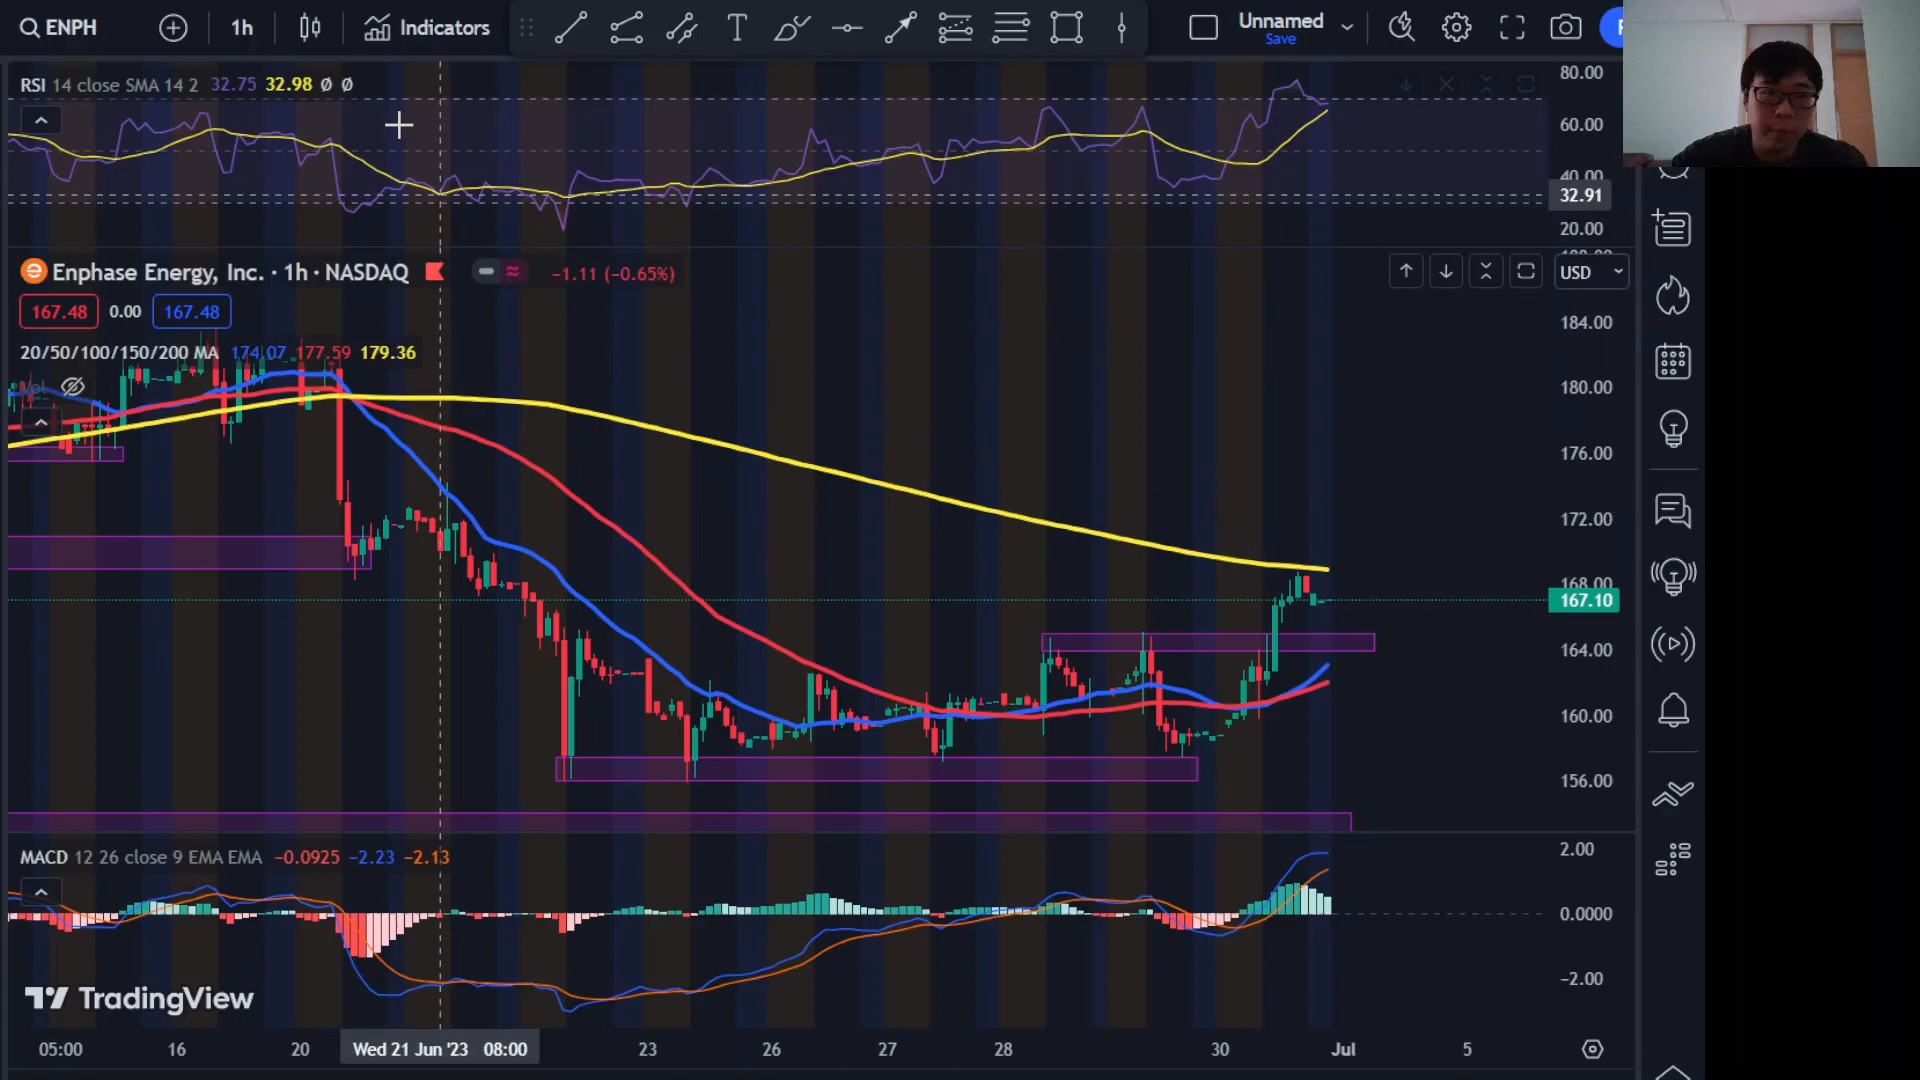 ENPH
1h
Indicators
Unnamed
Save
RSI 14 close SMA 14 2 32.75 32.98 ø ø
80.00
60.00
40.00
32.91
20.00
Enphase Energy, Inc. · 1h · NASDAQ
−1.11 (−0.65%)
USD
167.48 0.00 167.48
20/50/100/150/200 MA 174.07 177.59 179.36
Vol
184.00
180.00
176.00
172.00
168.00
167.10
164.00
160.00
156.00
MACD 12 26 close 9 EMA EMA −0.0925 −2.23 −2.13
2.00
0.0000
−2.00
TradingView
05:00 16 20 Wed 21 Jun '23 08:00 23 26 27 28 30 Jul 5